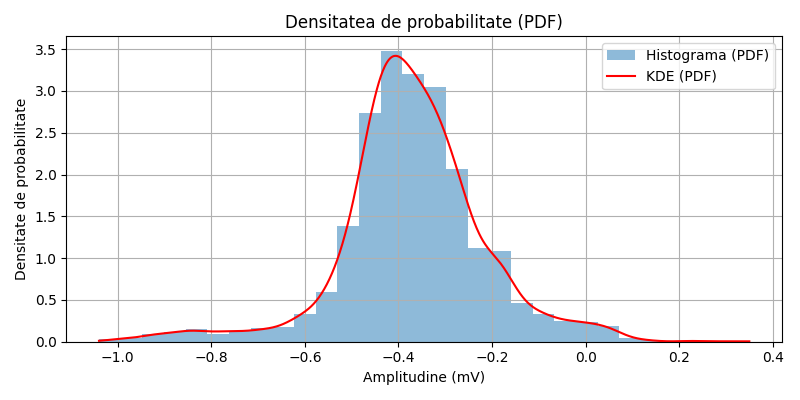 Densitatea de probabilitate (PDF)
Histograma (PDF)
KDE (PDF)
Densitate de probabilitate
3.5
3.0
2.5
2.0
1.5
1.0
0.5
0.0
−1.0 −0.8 −0.6 −0.4 −0.2 0.0 0.2 0.4
Amplitudine (mV)